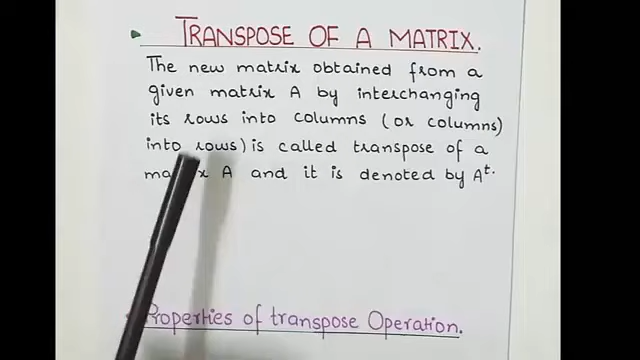 TRANSPOSE OF A MATRIX.
The new matrix obtained from a
given matrix A by interchanging
its rows into columns (or columns)
into rows) is called transpose of a
A and it is denoted by Aᵗ.
Properties of transpose Operation.